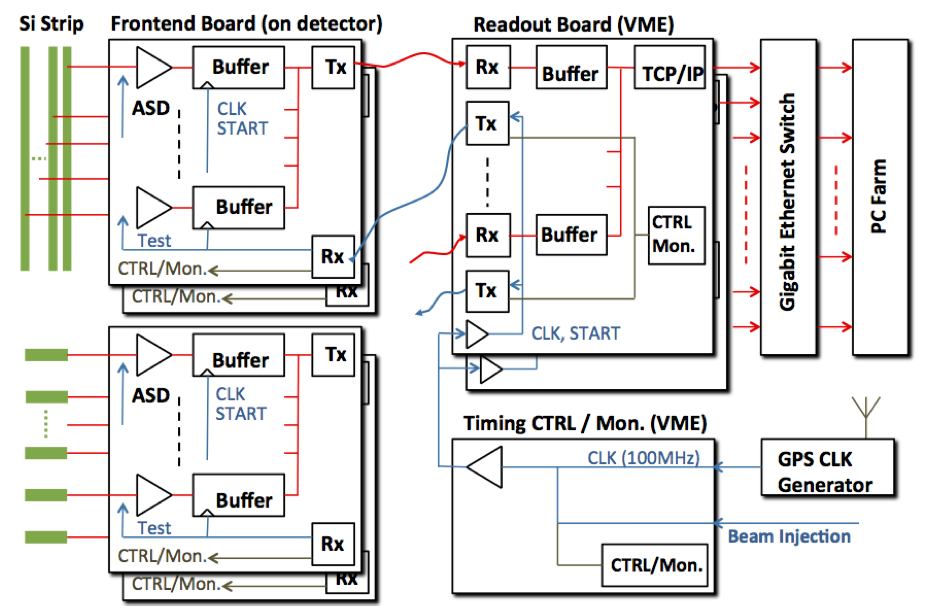 Si Strip
Frontend Board (on detector)
Readout Board (VME)
Buffer
Tx
ASD
CLK
START
Buffer
Test
Rx
CTRL/Mon.
CTRL/Mon.
Rx
Rx
Buffer
TCP/IP
Tx
Rx
Buffer
CTRL
Mon.
Tx
CLK, START
Gigabit Ethernet Switch
PC Farm
Buffer
Tx
ASD
CLK
START
Buffer
Test
Rx
CTRL/Mon.
CTRL/Mon.
Rx
Timing CTRL / Mon. (VME)
CLK (100MHz)
GPS CLK
Generator
Beam Injection
CTRL/Mon.